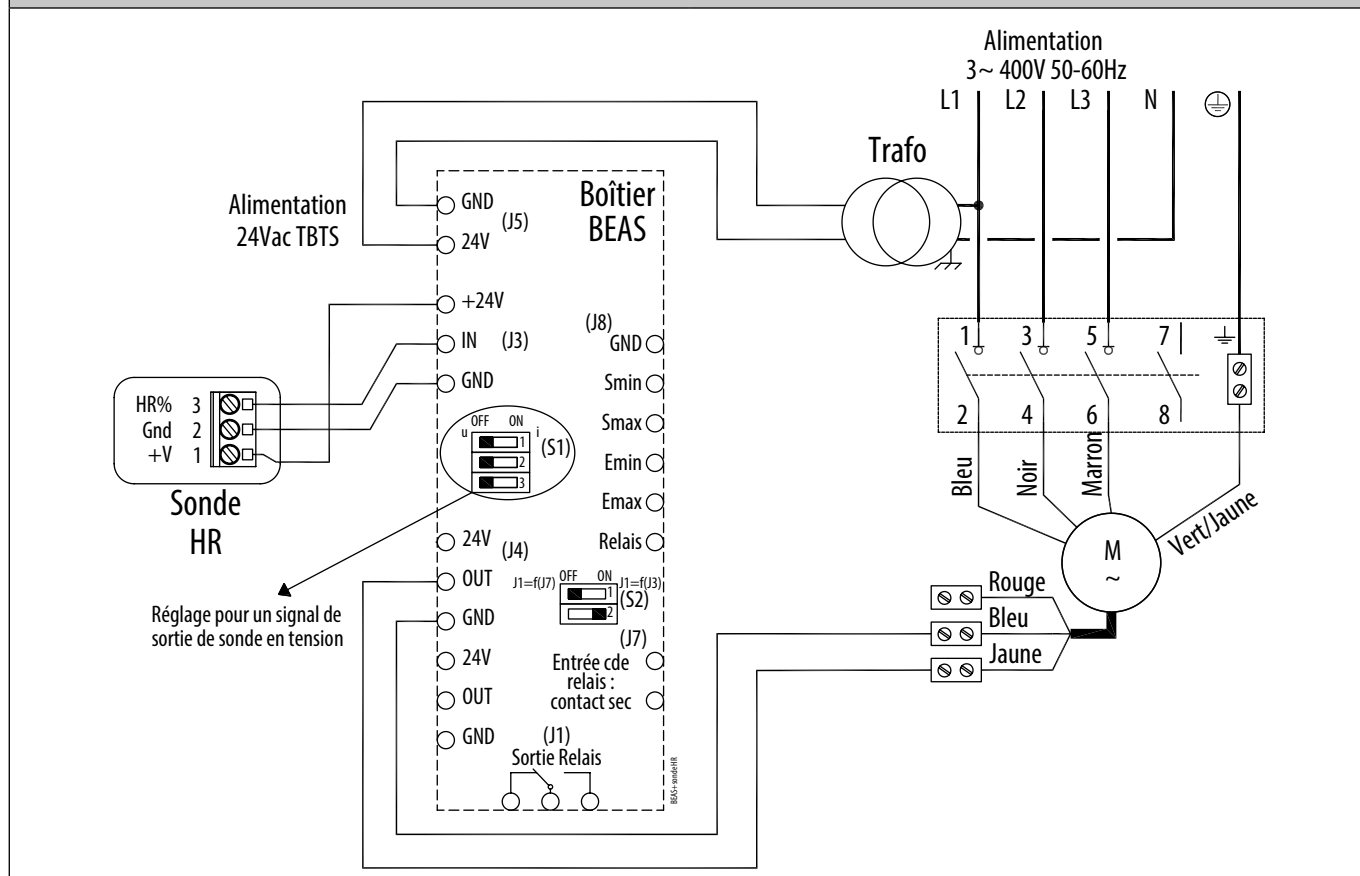 Alimentation
3~ 400V 50-60Hz
L1 L2 L3 N
Trafo
Boîtier
BEAS
Alimentation
24Vac TBTS
GND
(J5)
24V
+24V
IN (J3)
GND
HR% 3
Gnd 2
+V 1
Sonde
HR
OFF ON
u i
1
2
3
(S1)
Réglage pour un signal de
sortie de sonde en tension
24V (J4)
OUT
GND
24V
OUT
GND
(J8)
GND
Smin
Smax
Emin
Emax
Relais
OFF ON
J1=f(J7) J1=f(J3)
1
2
(S2)
(J7)
Entrée cde
relais :
contact sec
(J1)
Sortie Relais
BEAS+sondeHR
1 3 5 7
2 4 6 8
Bleu
Noir
Marron
Vert/Jaune
M
~
Rouge
Bleu
Jaune